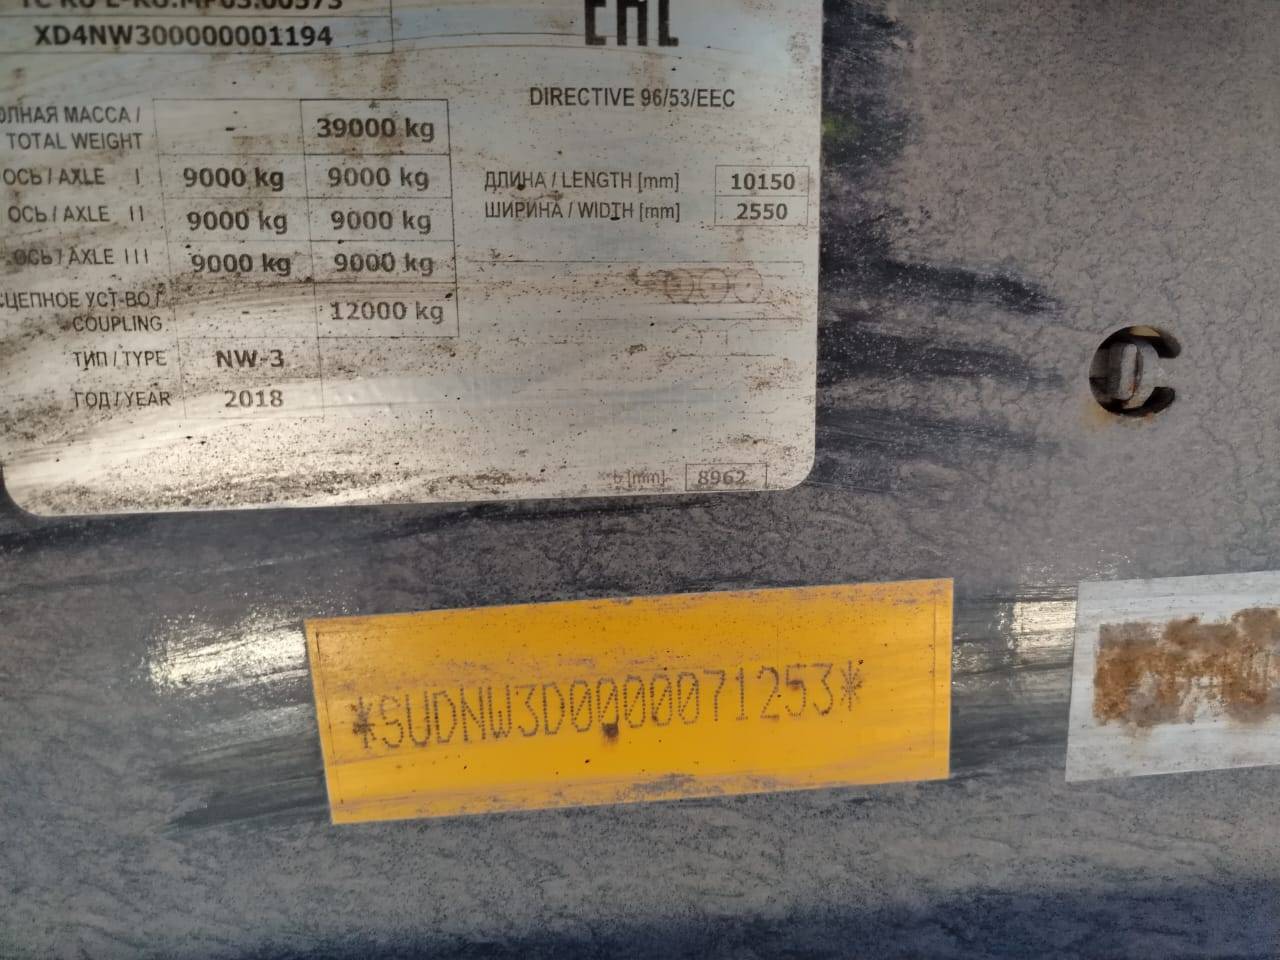 XD4NW300000001194
EAC
DIRECTIVE 96/53/EEC
ПОЛНАЯ МАССА /
TOTAL WEIGHT - 39000 kg
ОСЬ / AXLE I 9000 kg 9000 kg
ОСЬ / AXLE II 9000 kg 9000 kg
ОСЬ / AXLE III 9000 kg 9000 kg
СЦЕПНОЕ УСТ-ВО /
COUPLING 12000 kg
ТИП / TYPE NW-3
ГОД / YEAR 2018
ДЛИНА / LENGTH [mm] 10150
ШИРИНА / WIDTH [mm] 2550
b [mm] 8962
*SUDNW3D0000071253*